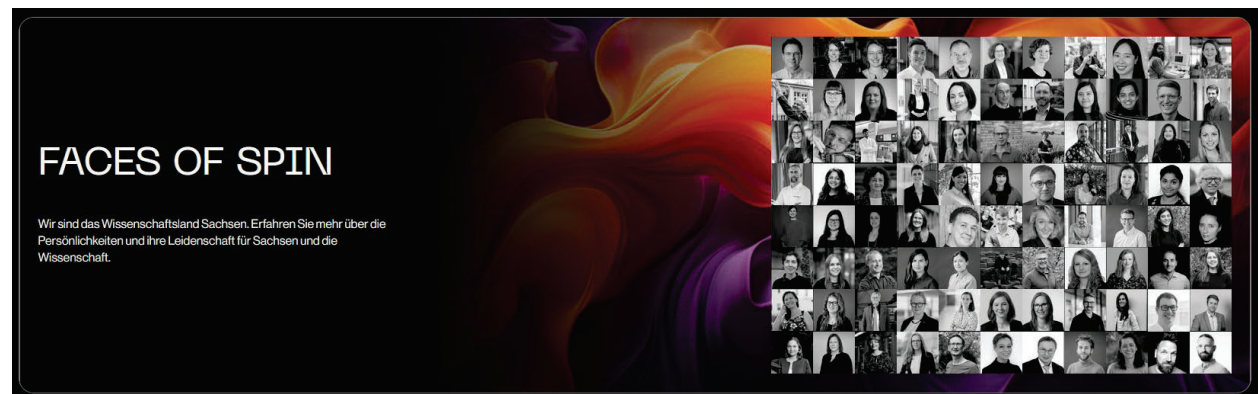 FACES OF SPIN
Wir sind das Wissenschaftsland Sachsen. Erfahren Sie mehr über die
Persönlichkeiten und ihre Leidenschaft für Sachsen und die
Wissenschaft.